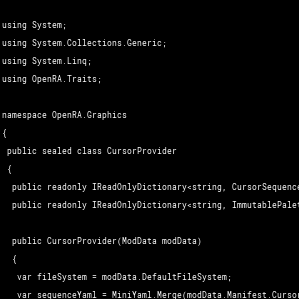 using System;
using System.Collections.Generic;
using System.Linq;
using OpenRA.Traits;
namespace OpenRA.Graphics
{
public sealed class CursorProvider
{
public readonly IReadOnlyDictionary<string, CursorSequence
public readonly IReadOnlyDictionary<string, ImmutablePalet
public CursorProvider(ModData modData)
{
var fileSystem = modData.DefaultFileSystem;
var sequenceYaml = MiniYaml.Merge(modData.Manifest.Cursor